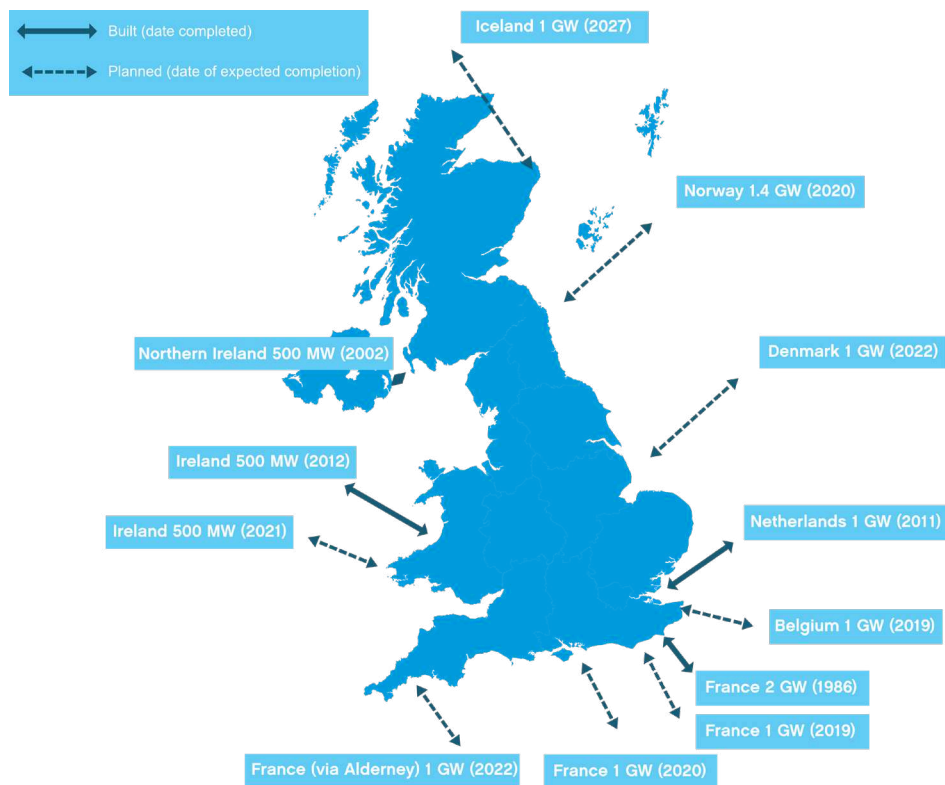 Iceland 1 GW (2027)
Built (date completed)
Planned (date of expected completion)
Norway 1.4 GW (2020)
Northern Ireland 500 MW (2002)
Denmark 1 GW (2022)
Ireland 500 MW (2012)
Ireland 500 MW (2021)
Netherlands 1 GW (2011)
Belgium 1 GW (2019)
France 2 GW (1986)
France 1 GW (2019)
France (via Alderney) 1 GW (2022)
France 1 GW (2020)